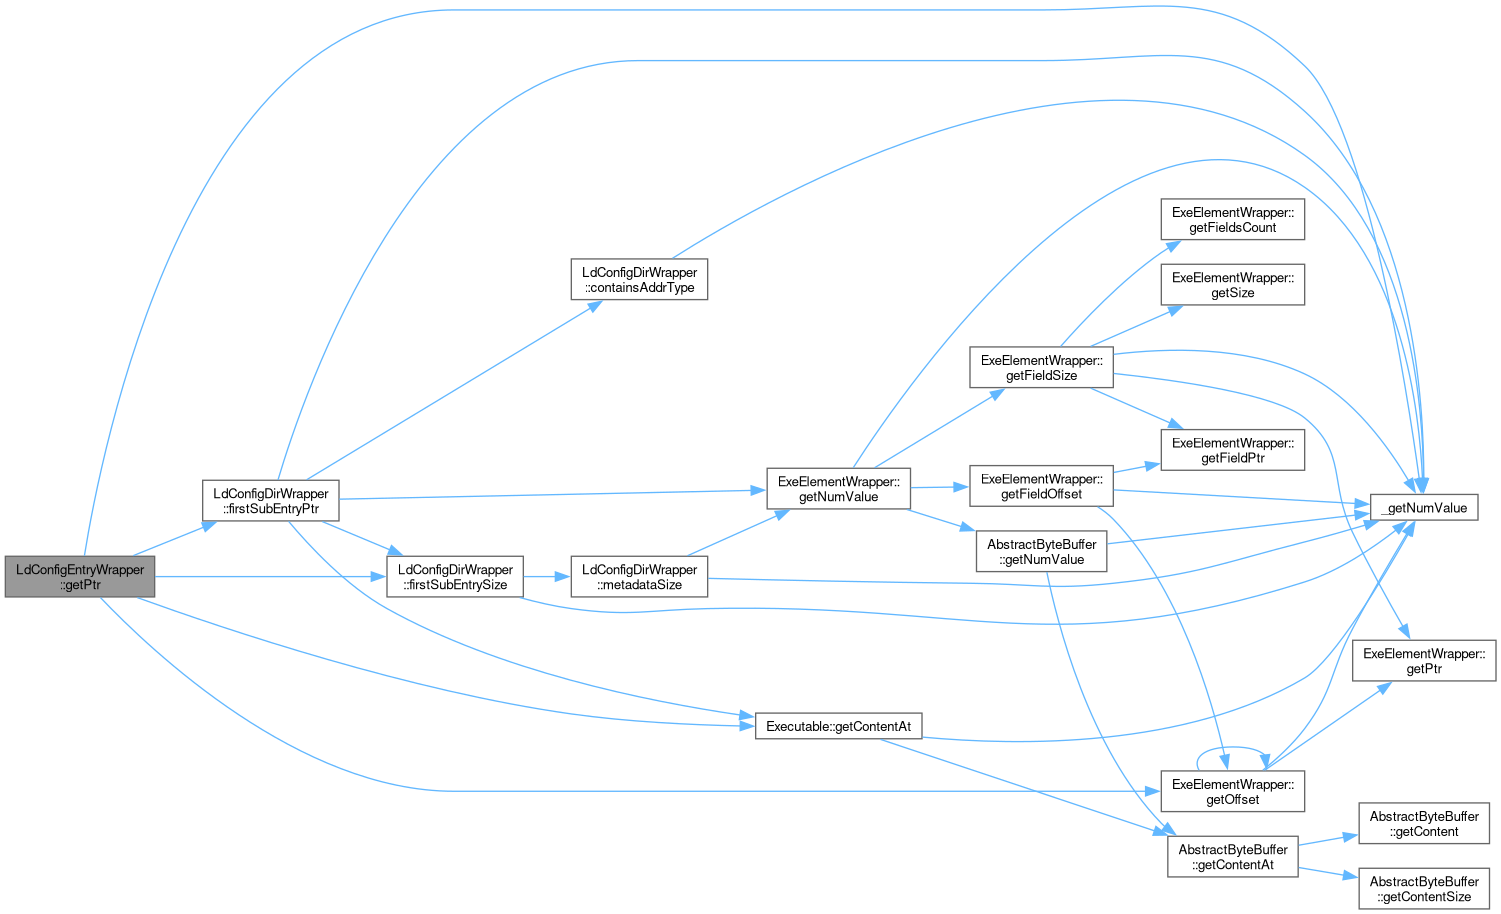 LdConfigEntryWrapper
::getPtr
LdConfigDirWrapper
::firstSubEntryPtr
LdConfigDirWrapper
::firstSubEntrySize
LdConfigDirWrapper
::containsAddrType
LdConfigDirWrapper
::metadataSize
Executable::getContentAt
ExeElementWrapper::
getNumValue
ExeElementWrapper::
getFieldSize
ExeElementWrapper::
getFieldOffset
AbstractByteBuffer
::getNumValue
ExeElementWrapper::
getFieldsCount
ExeElementWrapper::
getSize
ExeElementWrapper::
getFieldPtr
ExeElementWrapper::
getOffset
AbstractByteBuffer
::getContentAt
_getNumValue
ExeElementWrapper::
getPtr
AbstractByteBuffer
::getContent
AbstractByteBuffer
::getContentSize